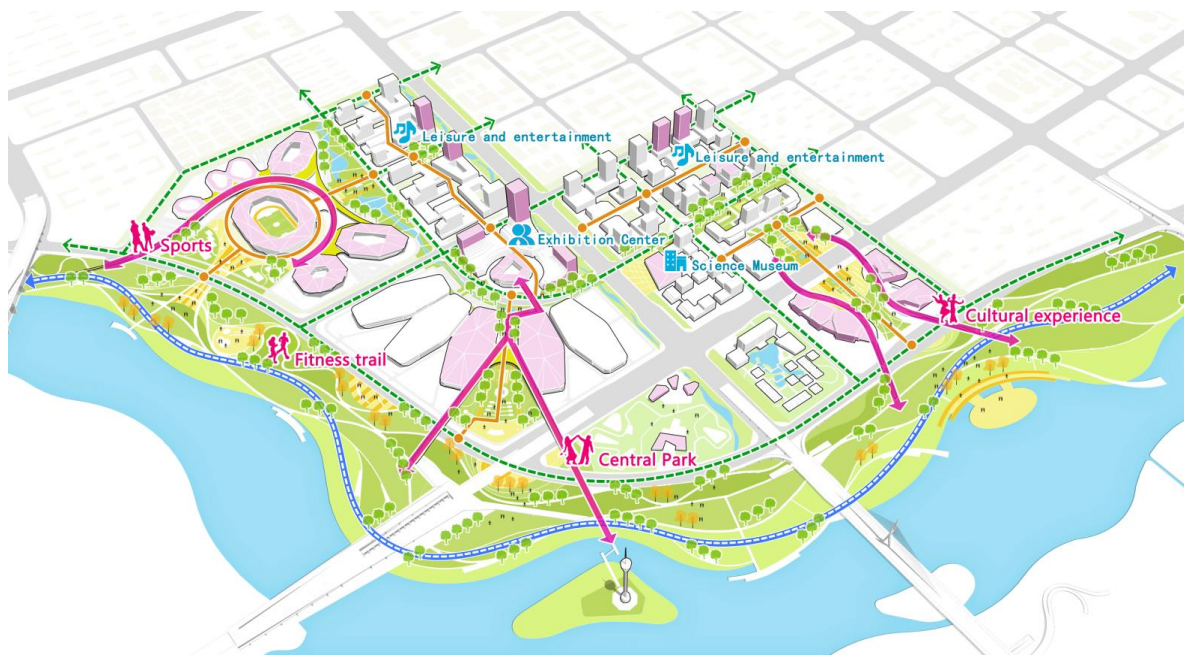 Leisure and entertainment
Leisure and entertainment
Sports
Exhibition Center
Science Museum
Cultural experience
Fitness trail
Central Park